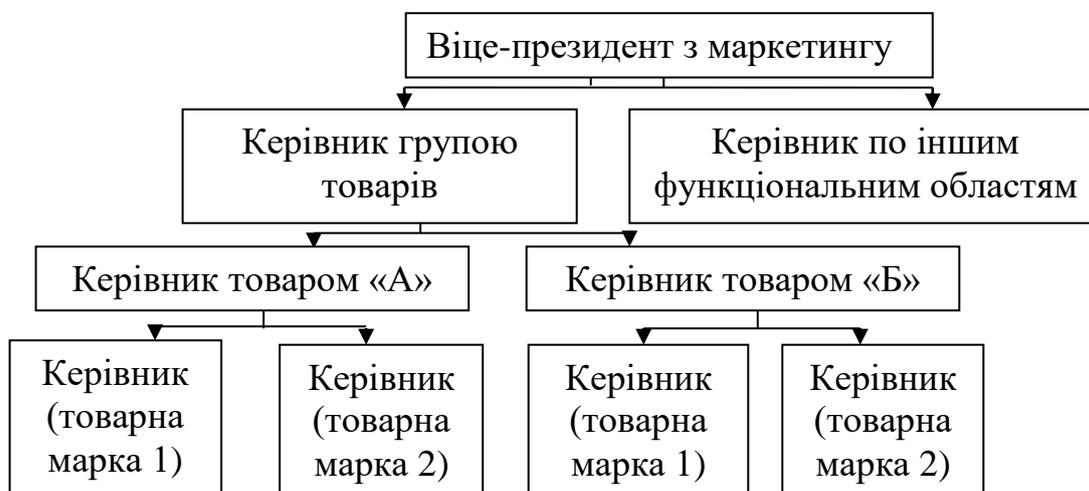 Віце-президент з маркетингу
Керівник групою
товарів
Керівник по іншим
функціональним областям
Керівник товаром «А»
Керівник товаром «Б»
Керівник
(товарна
марка 1)
Керівник
(товарна
марка 2)
Керівник
(товарна
марка 1)
Керівник
(товарна
марка 2)